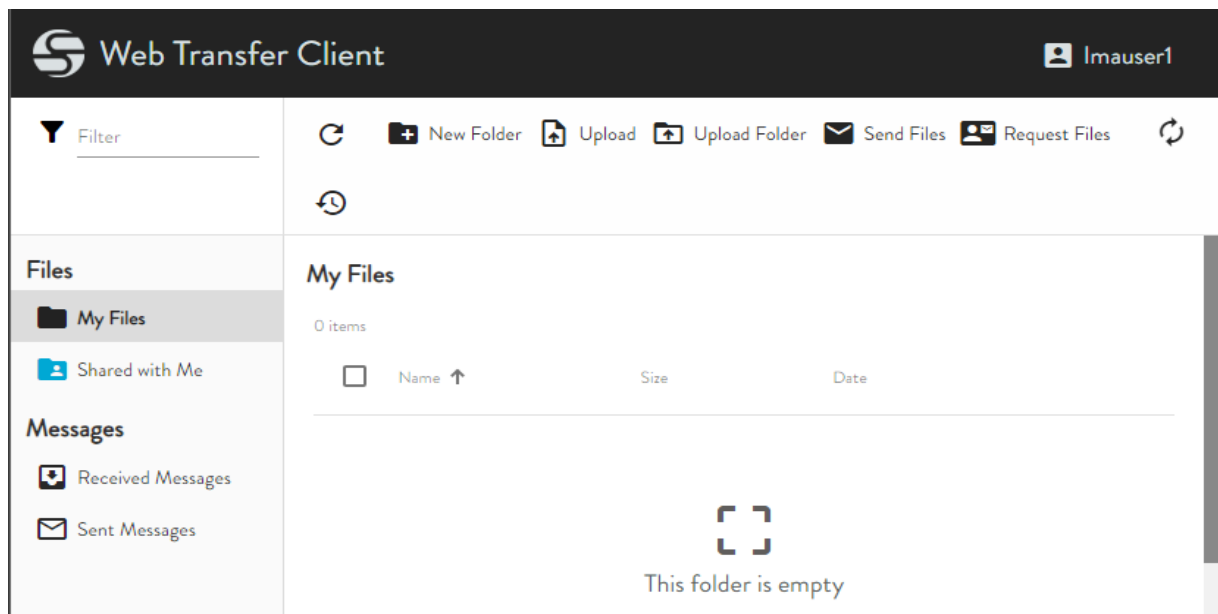 Web Transfer Client
lmauser1
Filter
New Folder Upload Upload Folder Send Files Request Files
Files
My Files
Shared with Me
Messages
Received Messages
Sent Messages
My Files
0 items
Name Size Date
This folder is empty